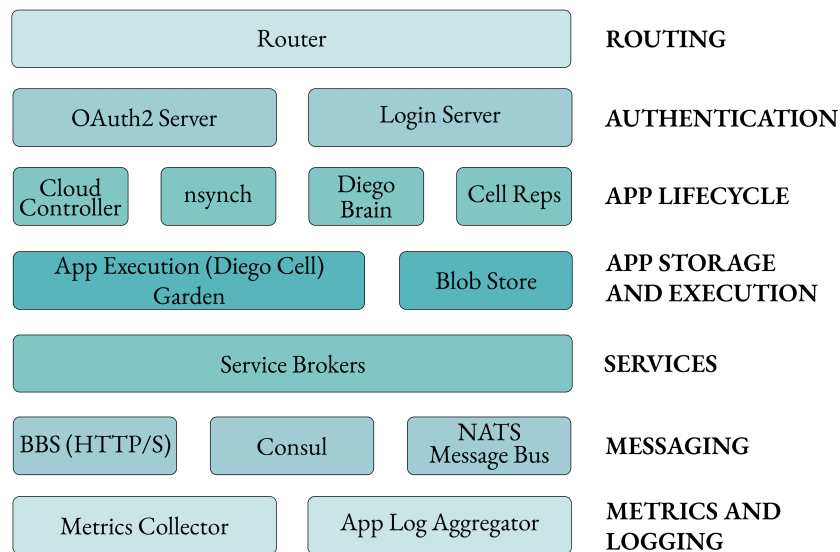 Router
ROUTING
OAuth2 Server
Login Server
AUTHENTICATION
Cloud
Controller
nsynch
Diego
Brain
Cell Reps
APP LIFECYCLE
App Execution (Diego Cell)
Garden
Blob Store
APP STORAGE
AND EXECUTION
Service Brokers
SERVICES
BBS (HTTP/S)
Consul
NATS
Message Bus
MESSAGING
Metrics Collector
App Log Aggregator
METRICS AND
LOGGING